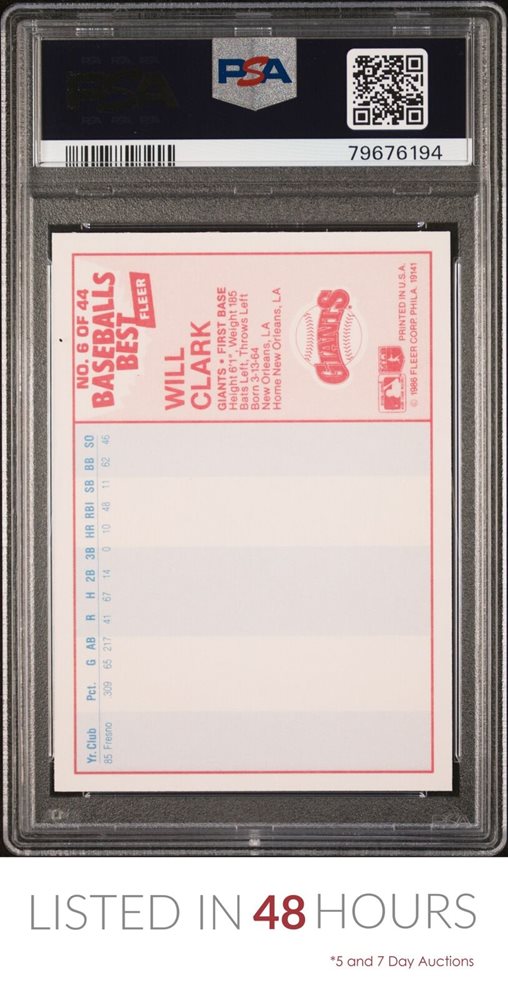 PSA
79676194
NO. 6 OF 44
BASEBALLS
BEST
FLEER
WILL
CLARK
GIANTS • FIRST BASE
Height 6'1", Weight 185
Bats Left, Throws Left
Born 3-13-64
New Orleans, LA
Home New Orleans, LA
GIANTS
© 1986 FLEER CORP. PHILA. 19141
PRINTED IN U.S.A.
Yr. Club Pct. G AB R H 2B 3B HR RBI SB BB SO
85 Fresno .309 65 217 41 67 14 0 10 48 11 62 46
LISTED IN 48 HOURS
*5 and 7 Day Auctions